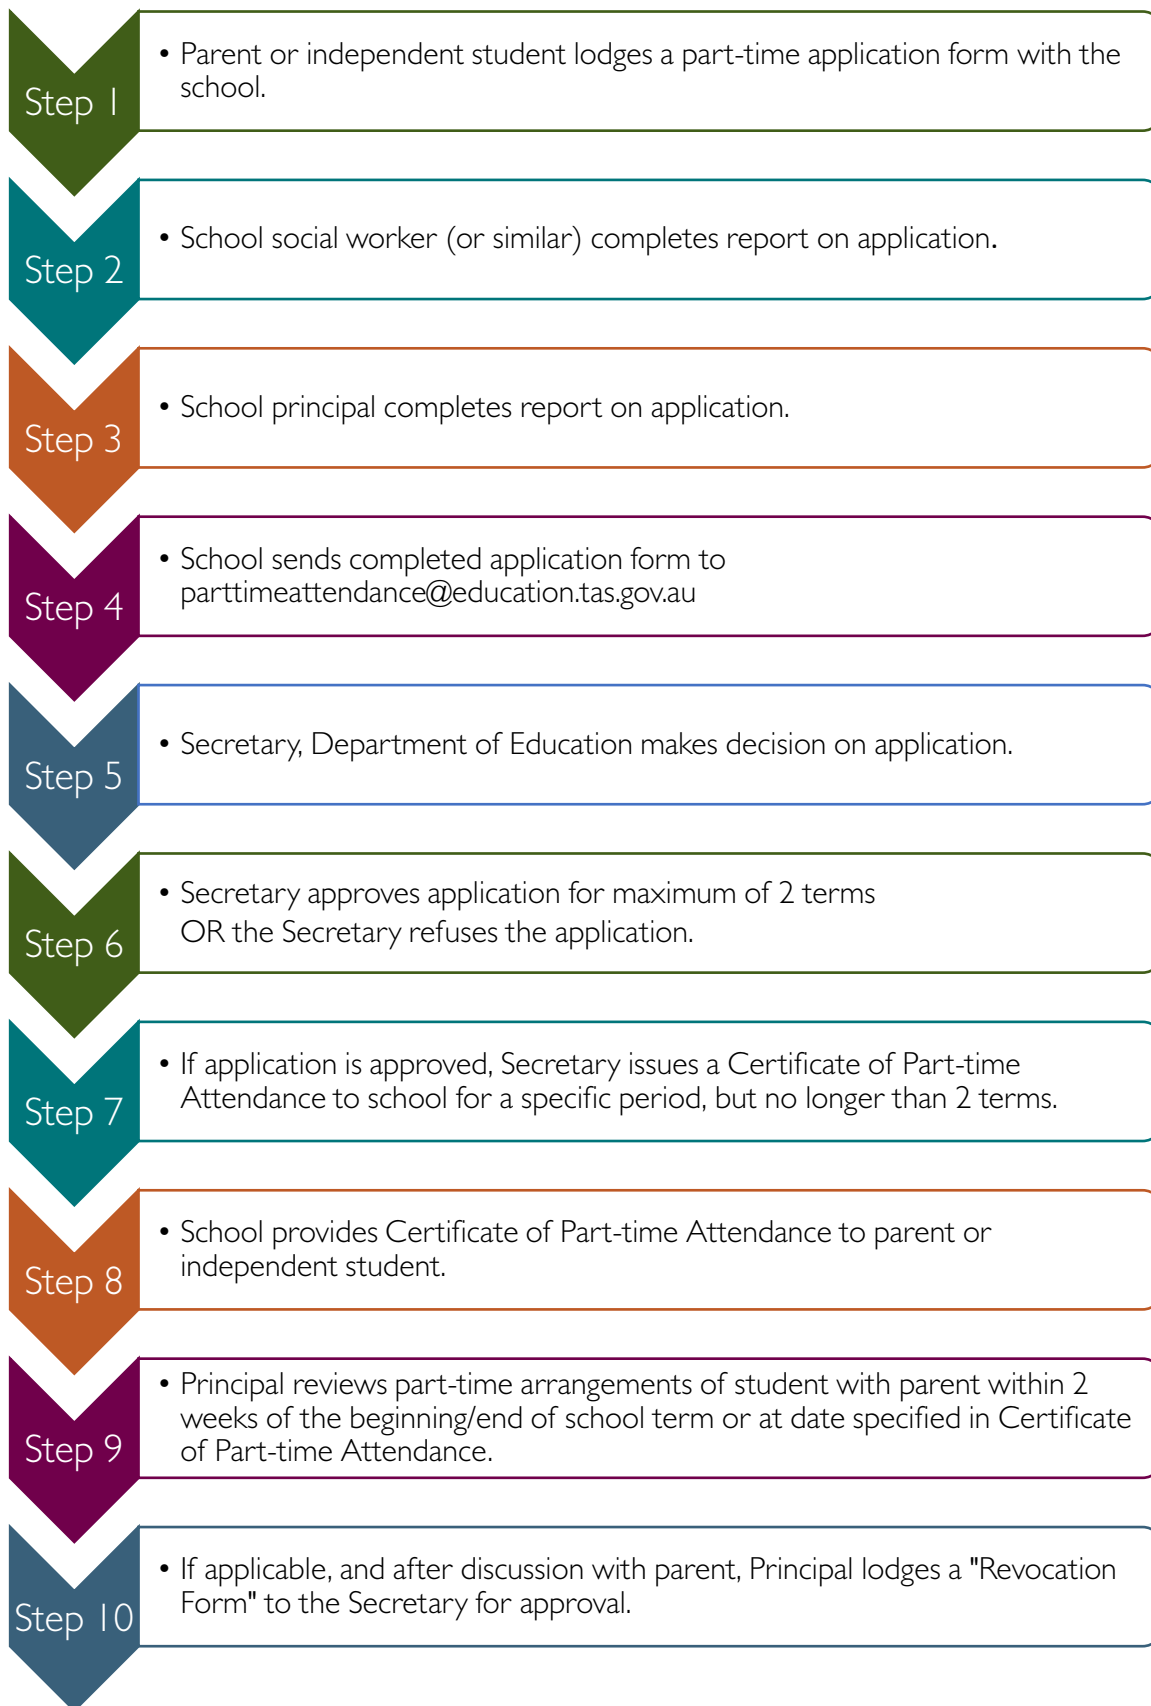 Step 1
• Parent or independent student lodges a part-time application form with the
school.
Step 2
• School social worker (or similar) completes report on application.
Step 3
• School principal completes report on application.
Step 4
• School sends completed application form to
parttimeattendance@education.tas.gov.au
Step 5
• Secretary, Department of Education makes decision on application.
Step 6
• Secretary approves application for maximum of 2 terms
OR the Secretary refuses the application.
Step 7
• If application is approved, Secretary issues a Certificate of Part-time
Attendance to school for a specific period, but no longer than 2 terms.
Step 8
• School provides Certificate of Part-time Attendance to parent or
independent student.
Step 9
• Principal reviews part-time arrangements of student with parent within 2
weeks of the beginning/end of school term or at date specified in Certificate
of Part-time Attendance.
Step 10
• If applicable, and after discussion with parent, Principal lodges a "Revocation
Form" to the Secretary for approval.